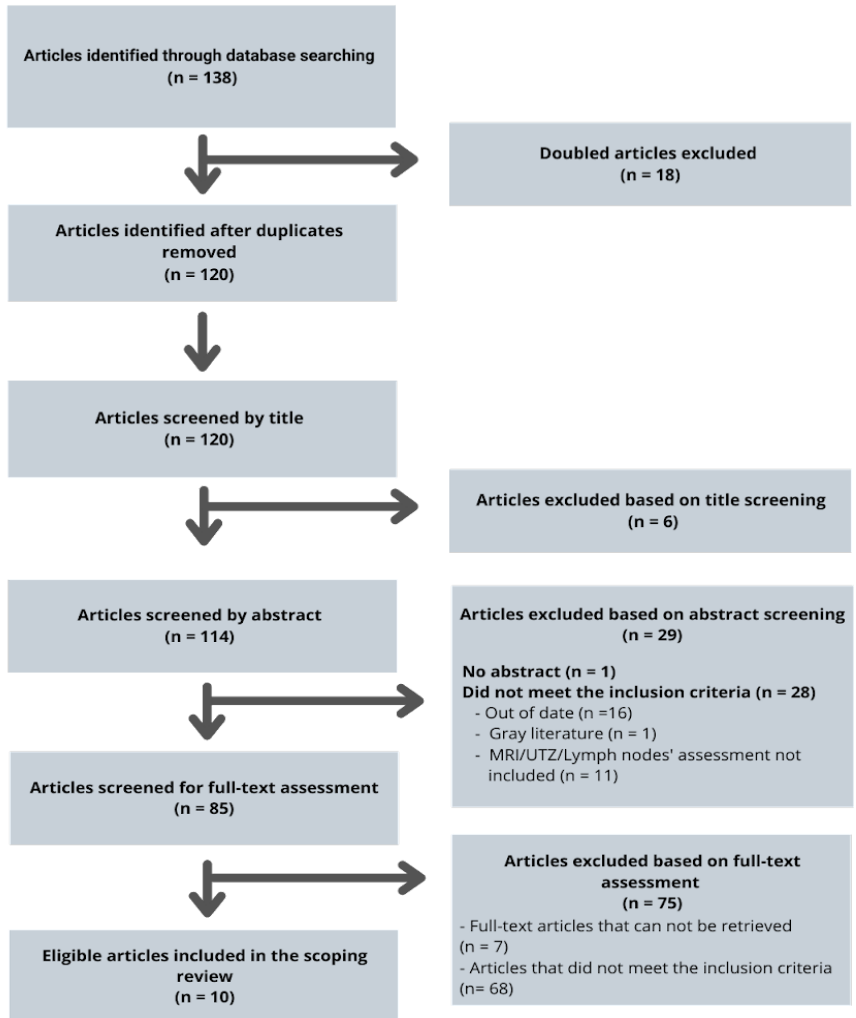 Articles identified through database searching
(n = 138)
Doubled articles excluded
(n = 18)
Articles identified after duplicates
removed
(n = 120)
Articles screened by title
(n = 120)
Articles excluded based on title screening
(n = 6)
Articles screened by abstract
(n = 114)
Articles excluded based on abstract screening
(n = 29)
No abstract (n = 1)
Did not meet the inclusion criteria (n = 28)
- Out of date (n =16)
- Gray literature (n = 1)
- MRI/UTZ/Lymph nodes' assessment not
included (n = 11)
Articles screened for full-text assessment
(n = 85)
Articles excluded based on full-text
assessment
(n = 75)
- Full-text articles that can not be retrieved
(n = 7)
- Articles that did not meet the inclusion criteria
(n= 68)
Eligible articles included in the scoping
review
(n = 10)